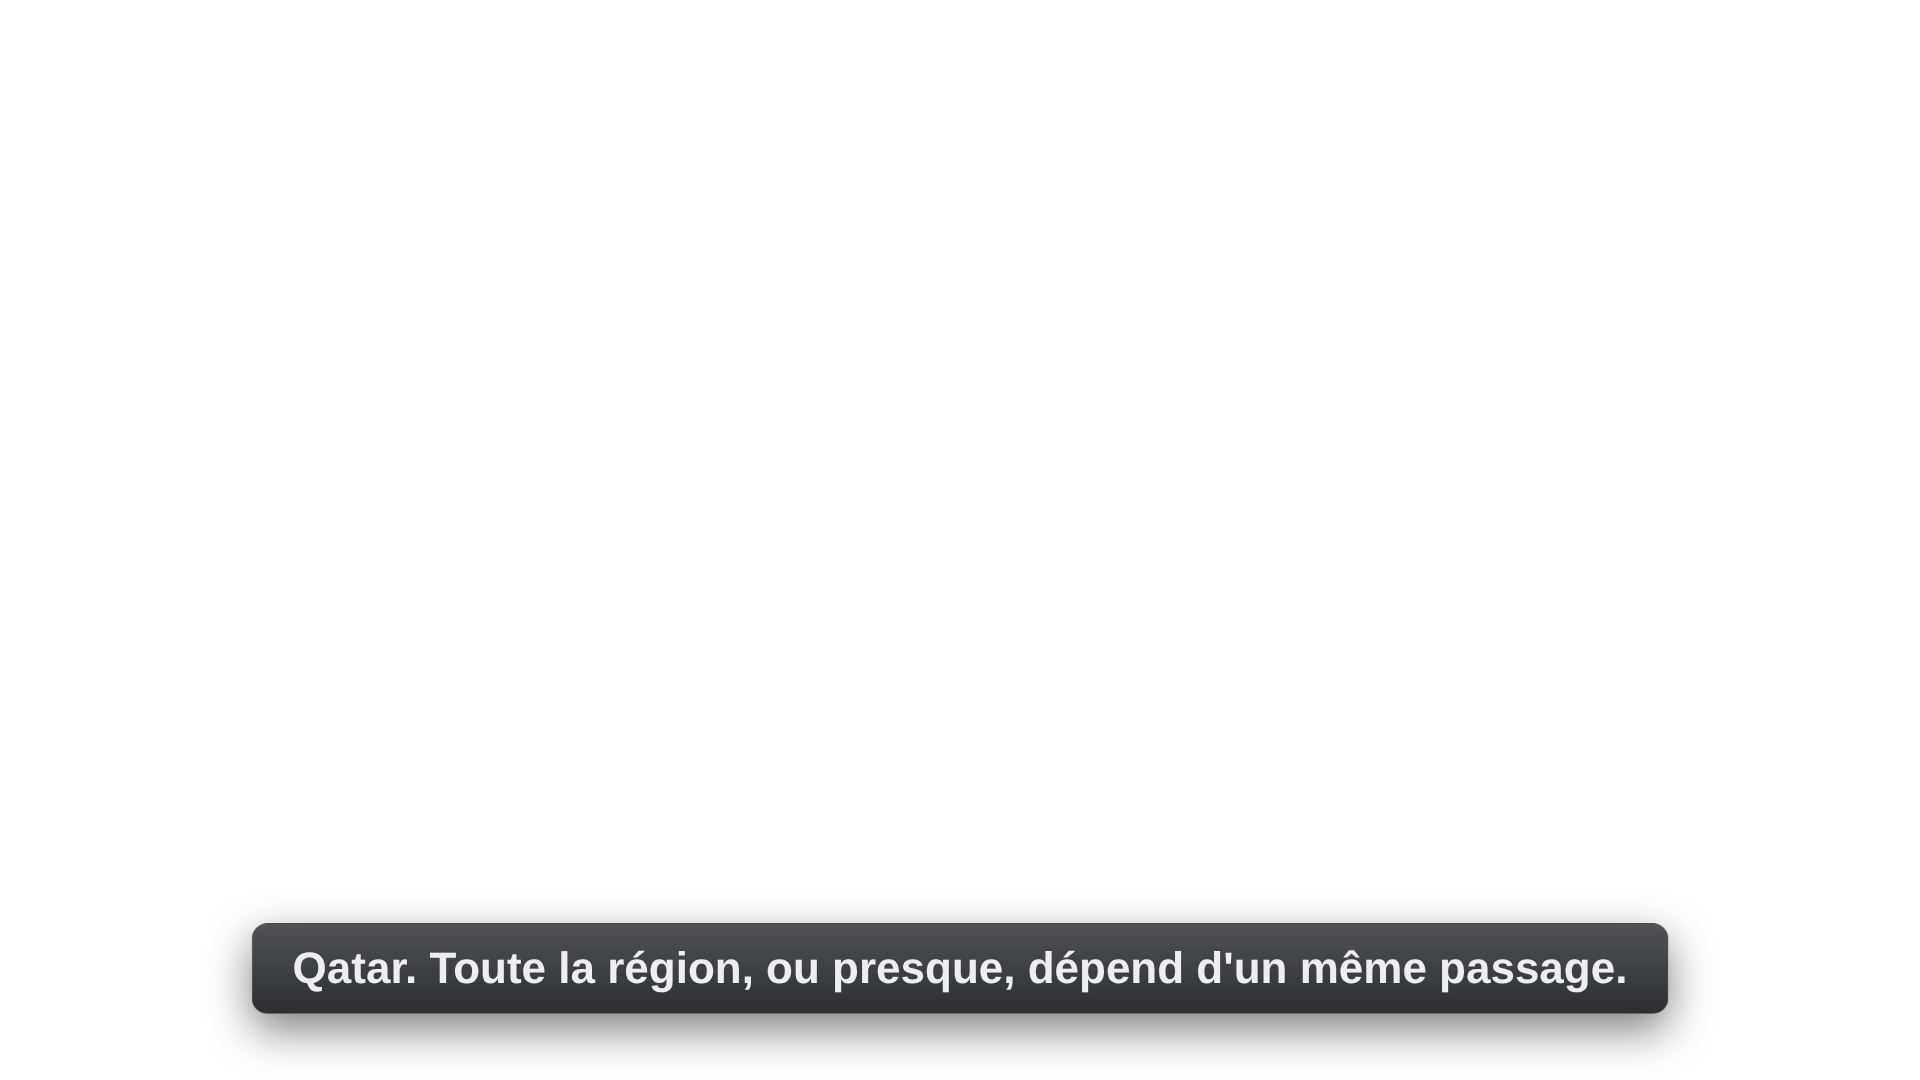 Qatar. Toute la région, ou presque, dépend d'un même passage.